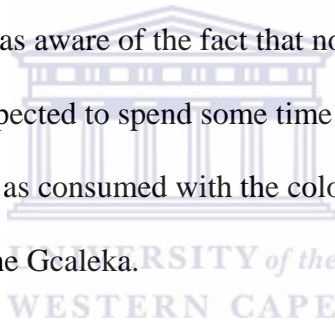 as aware of the fact that no
pected to spend some time
as consumed with the colo
ne Gcaleka.
UNIVERSITY of the
WESTERN CAPE